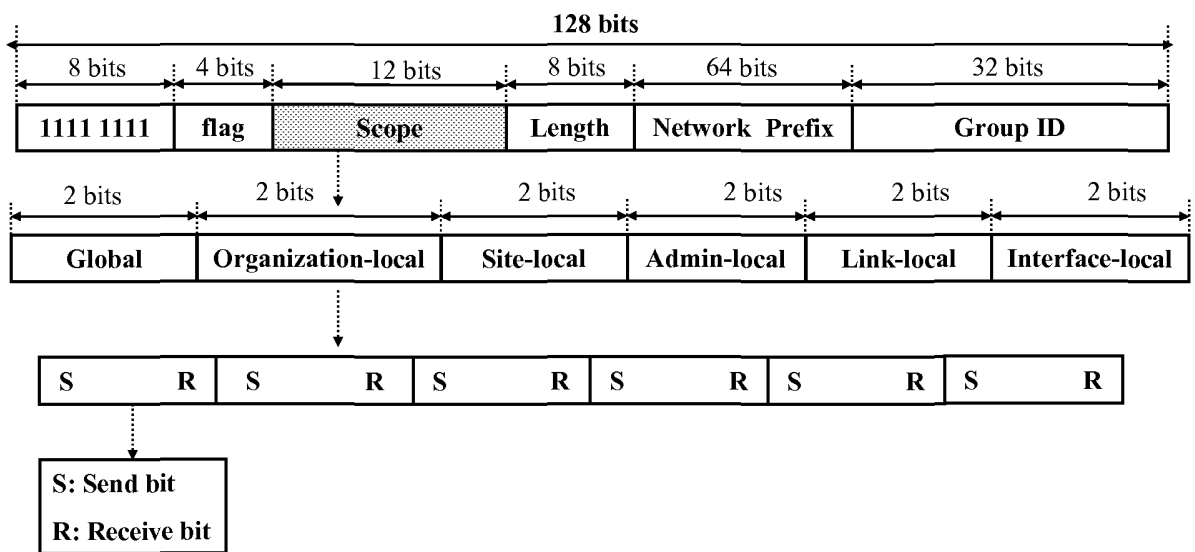 128 bits
8 bits 4 bits 12 bits 8 bits 64 bits 32 bits
1111 1111 flag Scope Length Network Prefix Group ID
2 bits 2 bits 2 bits 2 bits 2 bits 2 bits
Global Organization-local Site-local Admin-local Link-local Interface-local
S R S R S R S R S R S R
S: Send bit
R: Receive bit